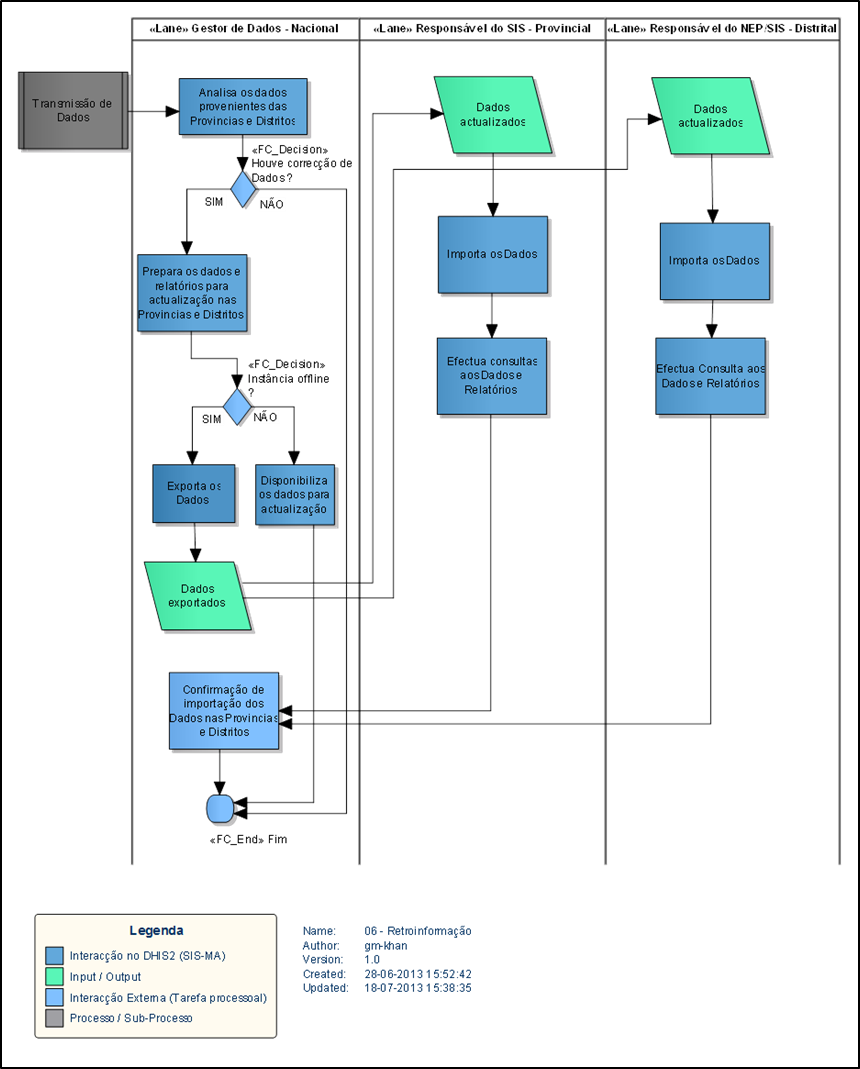 «Lane» Gestor de Dados - Nacional
«Lane» Responsável do SIS - Provincial
«Lane» Responsável do NEP/SIS - Distrital
Transmissão de
Dados
Analisa os dados
provenientes das
Provincias e Distritos
«FC_Decision»
Houve correcção de
Dados ?
SIM
NÃO
Prepara os dados e
relatórios para
actualização nas
Provincias e Distritos
«FC_Decision»
Instância offline
?
SIM
NÃO
Exporta os
Dados
Disponibiliza
os dados para
actualização
Dados
exportados
Confirmação de
importação dos
Dados nas Provincias
e Distritos
«FC_End» Fim
Dados
actualizados
Importa os Dados
Efectua consultas
aos Dados e
Relatórios
Dados
actualizados
Importa os Dados
Efectua Consulta aos
Dados e Relatórios
Legenda
Interacção no DHIS2 (SIS-MA)
Input / Output
Interacção Externa (Tarefa processoal)
Processo / Sub-Processo
Name: 06 - Retroinformação
Author: gm-khan
Version: 1.0
Created: 28-06-2013 15:52:42
Updated: 18-07-2013 15:38:35